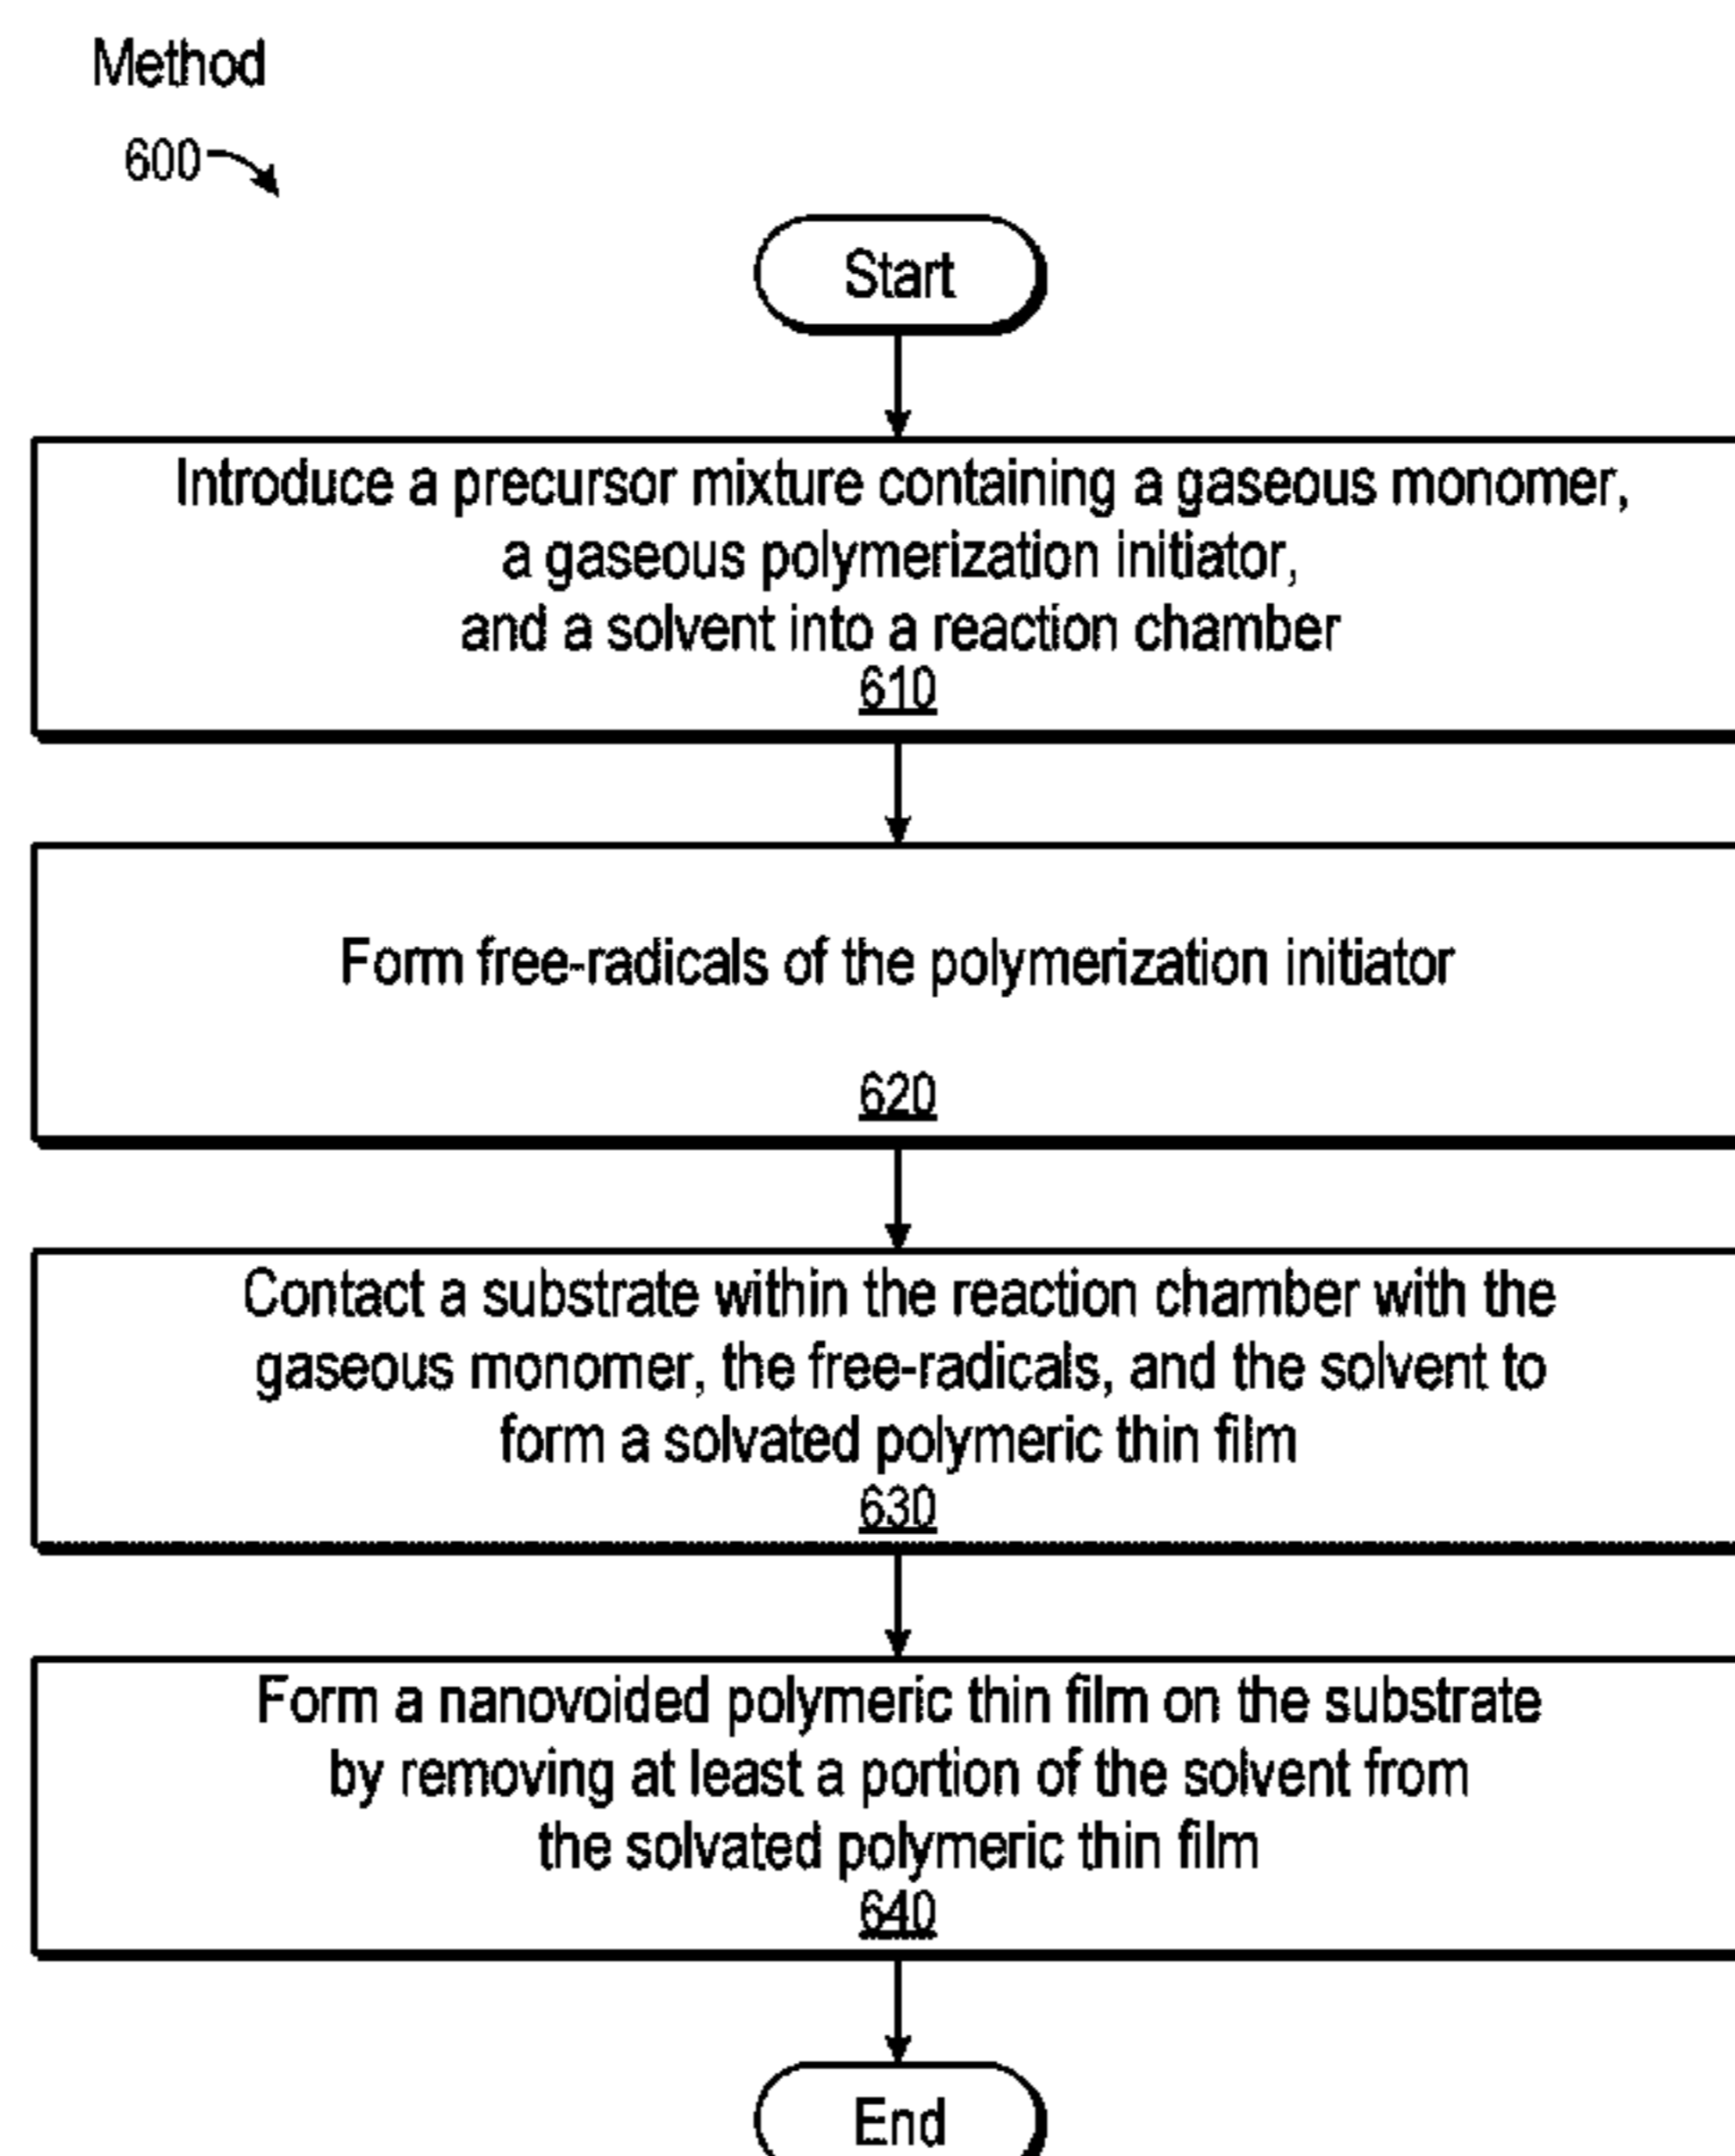 Method
600
Start
Introduce a precursor mixture containing a gaseous monomer,
a gaseous polymerization initiator,
and a solvent into a reaction chamber
610
Form free-radicals of the polymerization initiator
620
Contact a substrate within the reaction chamber with the
gaseous monomer, the free-radicals, and the solvent to
form a solvated polymeric thin film
630
Form a nanovoided polymeric thin film on the substrate
by removing at least a portion of the solvent from
the solvated polymeric thin film
640
End